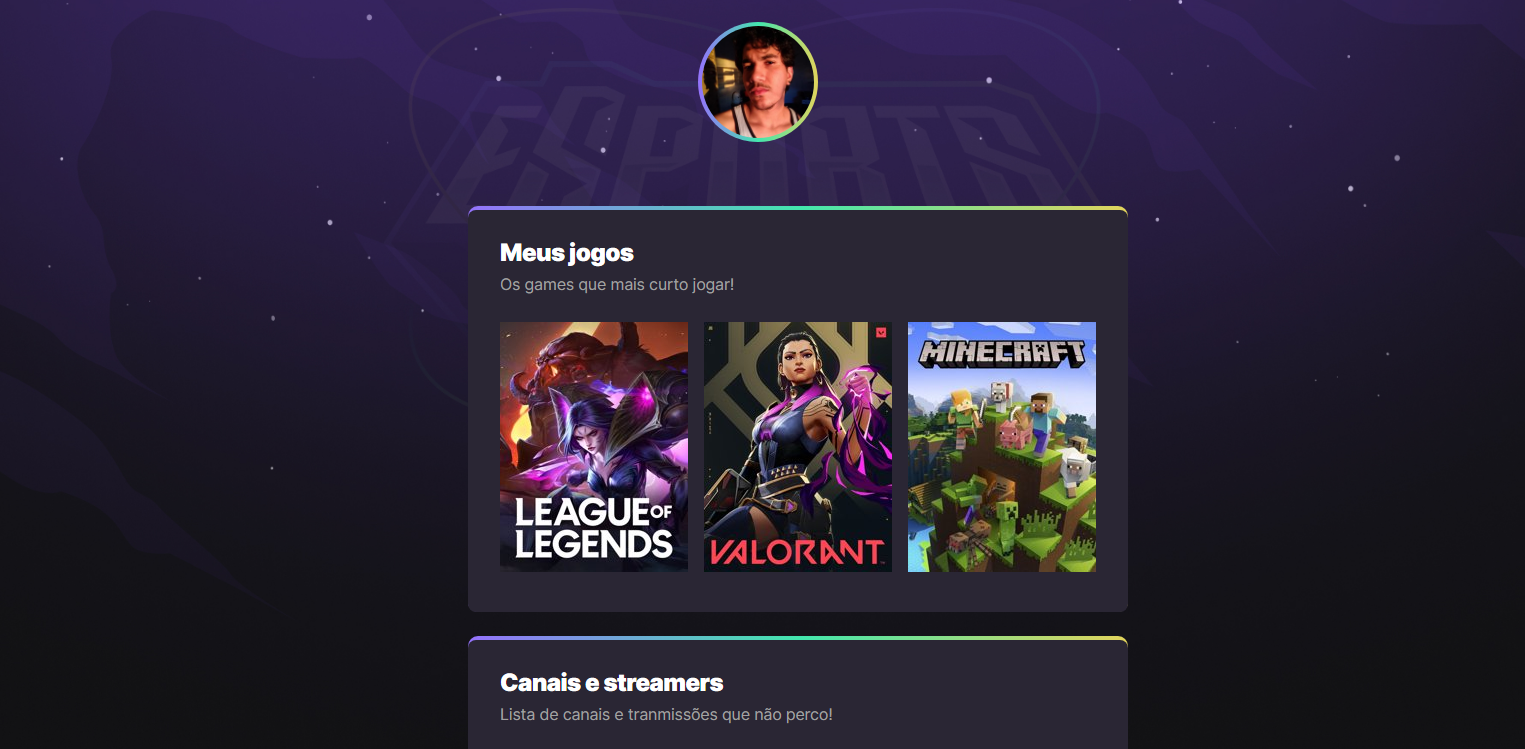 ESPORTS
Meus jogos
Os games que mais curto jogar!
LEAGUE OF
LEGENDS
VALORANT
MINECRAFT
Canais e streamers
Lista de canais e tranmissões que não perco!